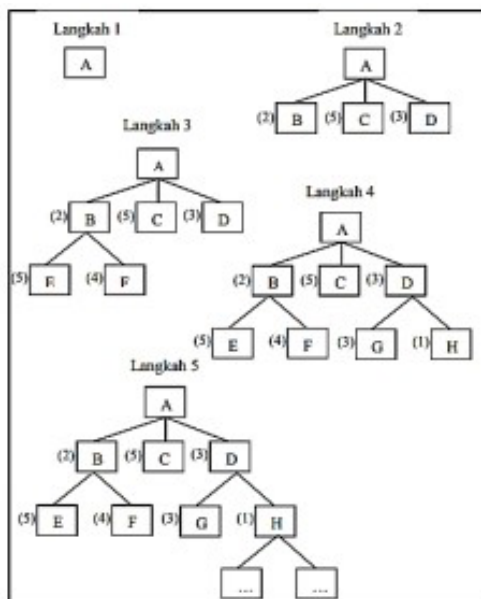 Langkah 1
A
Langkah 2
A
(2) B (5) C (3) D
Langkah 3
A
(2) B (5) C (3) D
(5) E (4) F
Langkah 4
A
(2) B (5) C (3) D
(5) E (4) F (3) G (1) H
Langkah 5
A
(2) B (5) C (3) D
(5) E (4) F (3) G (1) H
... ...